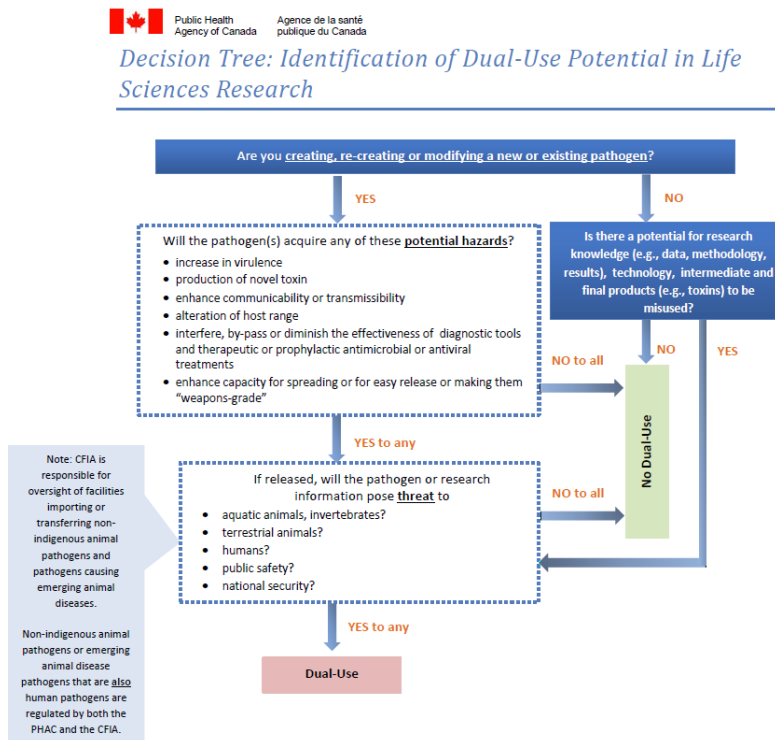 Public Health
Agency of Canada
Agence de la santé
publique du Canada
Decision Tree: Identification of Dual-Use Potential in Life
Sciences Research
Are you creating, re-creating or modifying a new or existing pathogen?
YES
NO
Will the pathogen(s) acquire any of these potential hazards?
• increase in virulence
• production of novel toxin
• enhance communicability or transmissibility
• alteration of host range
• interfere, by-pass or diminish the effectiveness of diagnostic tools
and therapeutic or prophylactic antimicrobial or antiviral
treatments
• enhance capacity for spreading or for easy release or making them
“weapons-grade”
Is there a potential for research
knowledge (e.g., data, methodology,
results), technology, intermediate and
final products (e.g., toxins) to be
misused?
NO
YES
NO to all
No Dual-Use
YES to any
Note: CFIA is
responsible for
oversight of facilities
importing or
transferring non-
indigenous animal
pathogens and
pathogens causing
emerging animal
diseases.
Non-indigenous animal
pathogens or emerging
animal disease
pathogens that are also
human pathogens are
regulated by both the
PHAC and the CFIA.
If released, will the pathogen or research
information pose threat to
• aquatic animals, invertebrates?
• terrestrial animals?
• humans?
• public safety?
• national security?
NO to all
YES to any
Dual-Use